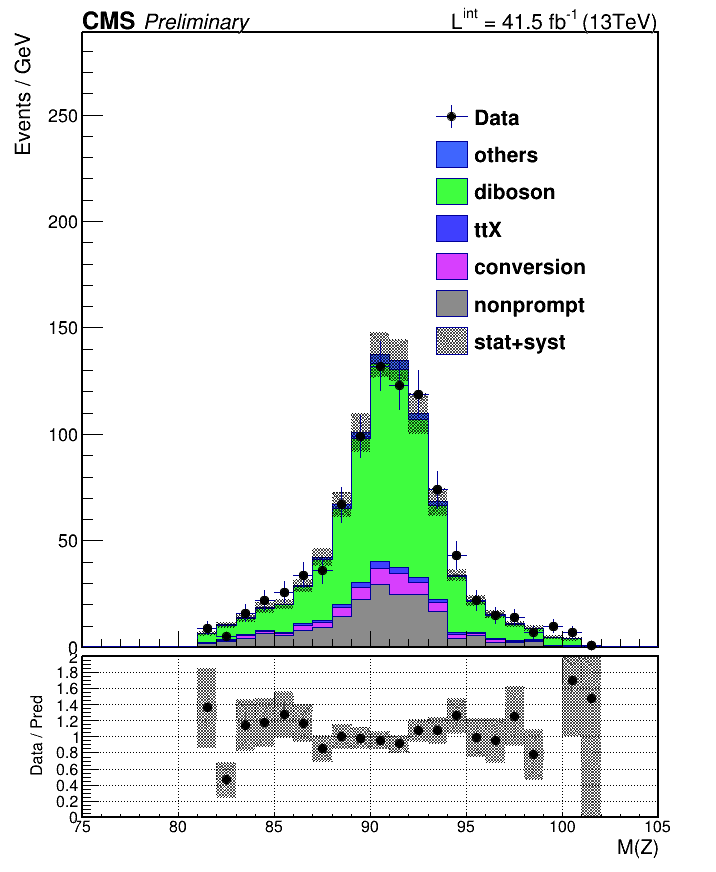 CMS Preliminary L^int = 41.5 fb^-1 (13TeV)
Events / GeV
250
200
150
100
50
0
Data
others
diboson
ttX
conversion
nonprompt
stat+syst
Data / Pred
2
1.8
1.6
1.4
1.2
1
0.8
0.6
0.4
0.2
0
75 80 85 90 95 100 105
M(Z)